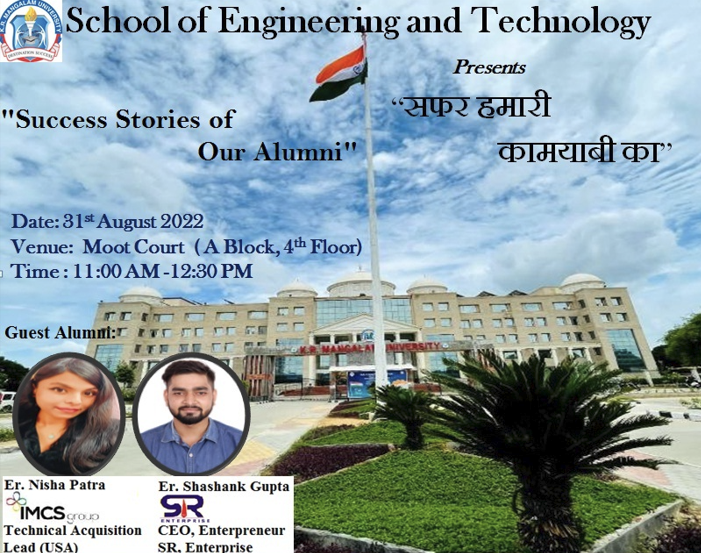 K.R. MANGALAM UNIVERSITY
School of Engineering and Technology
Presents
"Success Stories of
Our Alumni"
“सफर हमारी
कामयाबी का”
Date: 31st August 2022
Venue: Moot Court ( A Block, 4th Floor)
Time : 11:00 AM -12:30 PM
K.R. MANGALAM UNIVERSITY
Guest Alumni:
Er. Nisha Patra
IMCS group
Technical Acquisition
Lead (USA)
Er. Shashank Gupta
SR
ENTERPRISE
CEO, Enterpreneur
SR, Enterprise